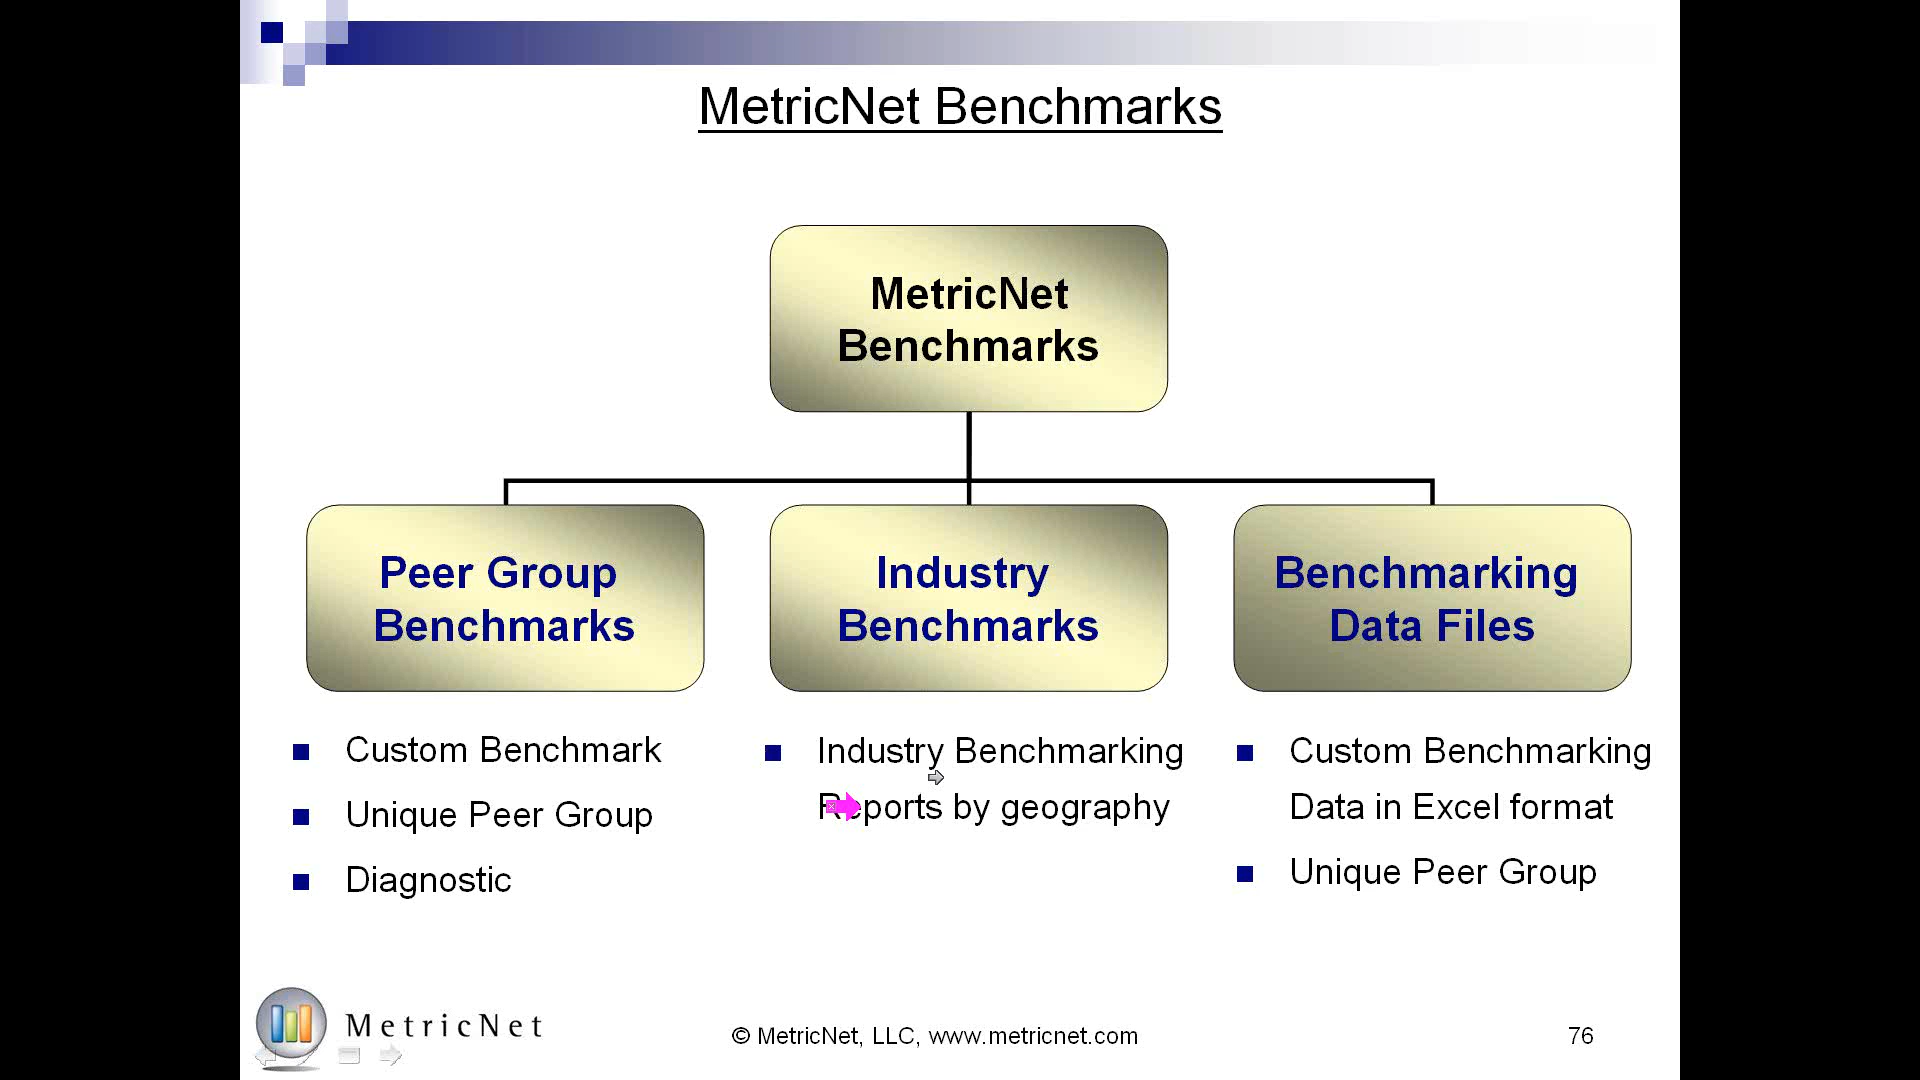 MetricNet Benchmarks
MetricNet
Benchmarks
Peer Group
Benchmarks
Industry
Benchmarks
Benchmarking
Data Files
Custom Benchmark
Unique Peer Group
Diagnostic
Industry Benchmarking
Reports by geography
Custom Benchmarking
Data in Excel format
Unique Peer Group
MetricNet
© MetricNet, LLC, www.metricnet.com
76